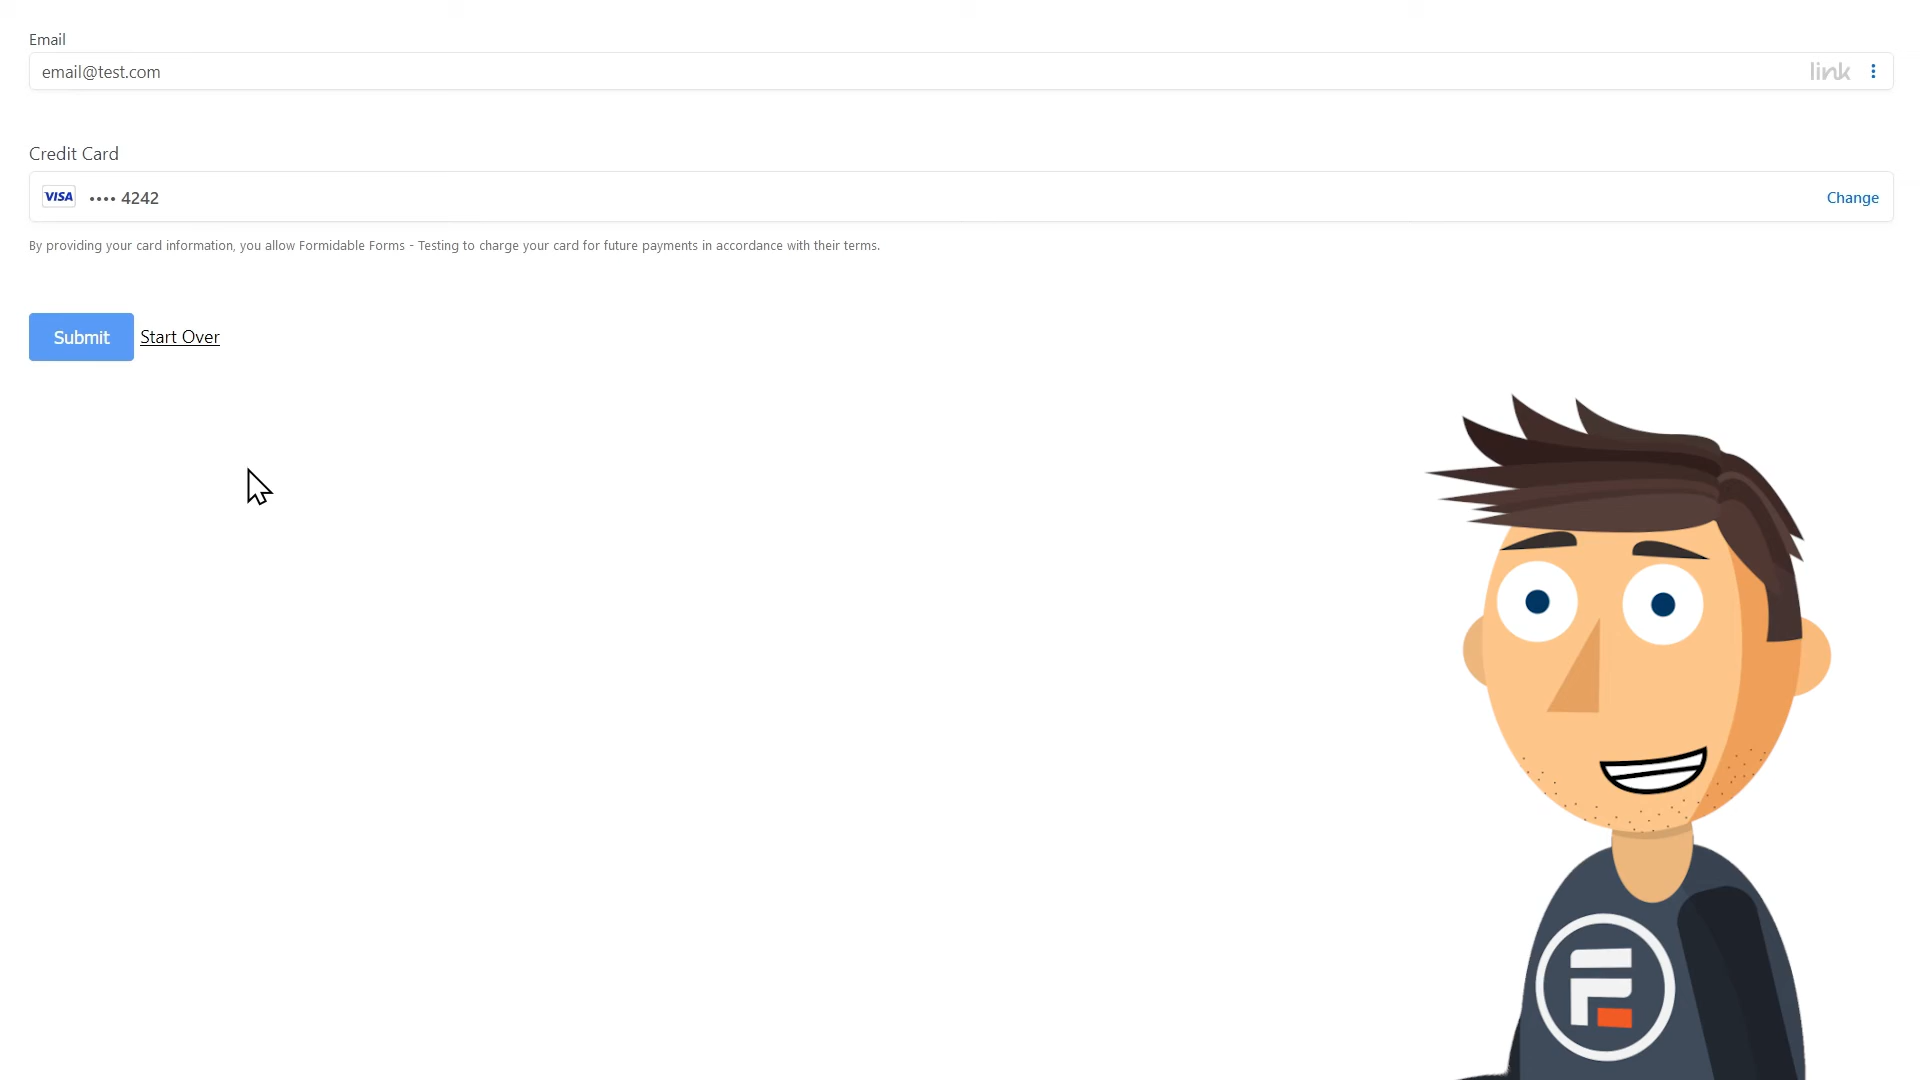 Email
email@test.com
link
Credit Card
VISA •••• 4242
Change
By providing your card information, you allow Formidable Forms - Testing to charge your card for future payments in accordance with their terms.
Submit Start Over
F